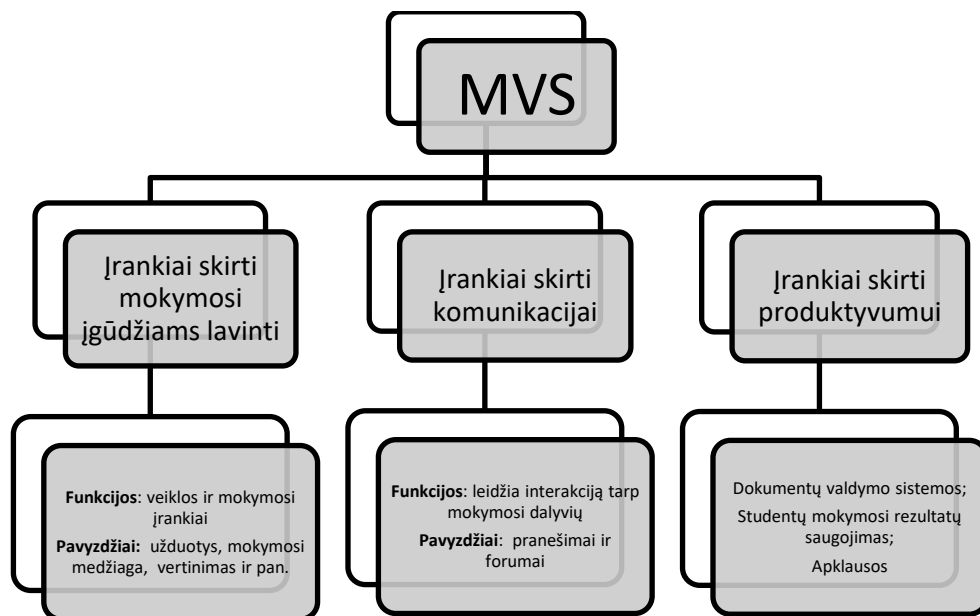 MVS
Įrankiai skirti
mokymosi
įgūdžiams lavinti
Įrankiai skirti
komunikacijai
Įrankiai skirti
produktyvumui
Funkcijos: veiklos ir mokymosi
įrankiai
Pavyzdžiai: užduotys, mokymosi
medžiaga, vertinimas ir pan.
Funkcijos: leidžia interakciją tarp
mokymosi dalyvių
Pavyzdžiai: pranešimai ir
forumai
Dokumentų valdymo sistemos;
Studentų mokymosi rezultatų
saugojimas;
Apklausos